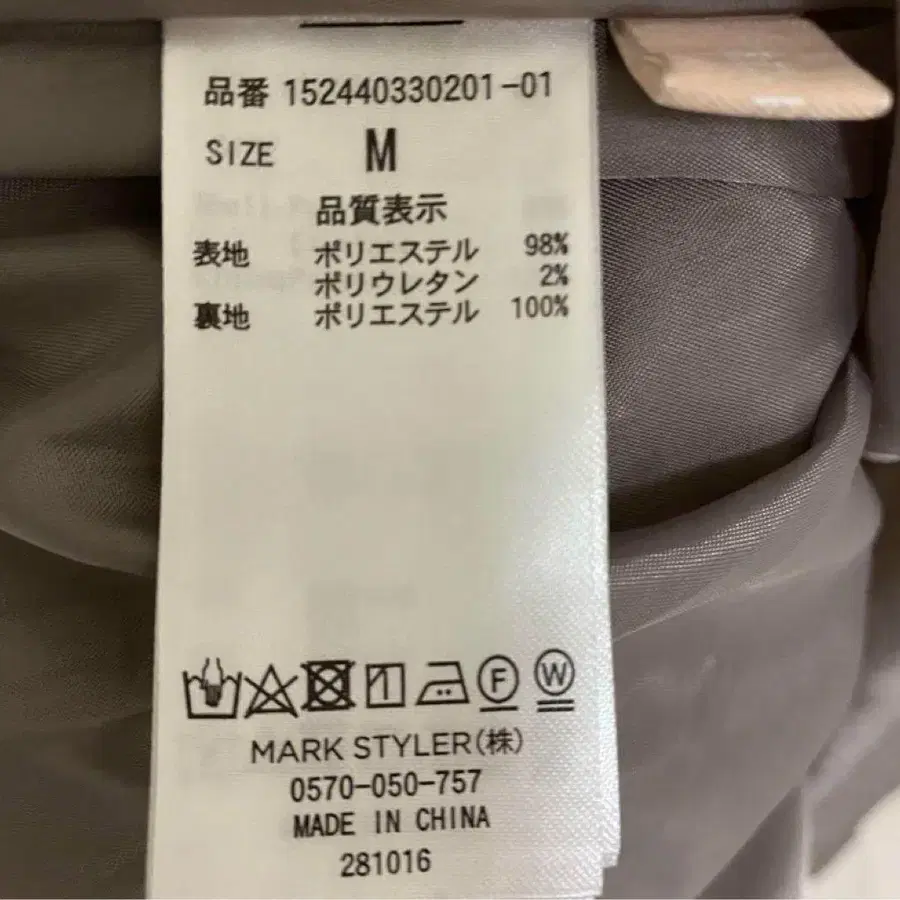 品番 152440330201-01
SIZE M
品質表示
表地 ポリエステル 98%
ポリウレタン 2%
裏地 ポリエステル 100%
F W
MARK STYLER(株)
0570-050-757
MADE IN CHINA
281016